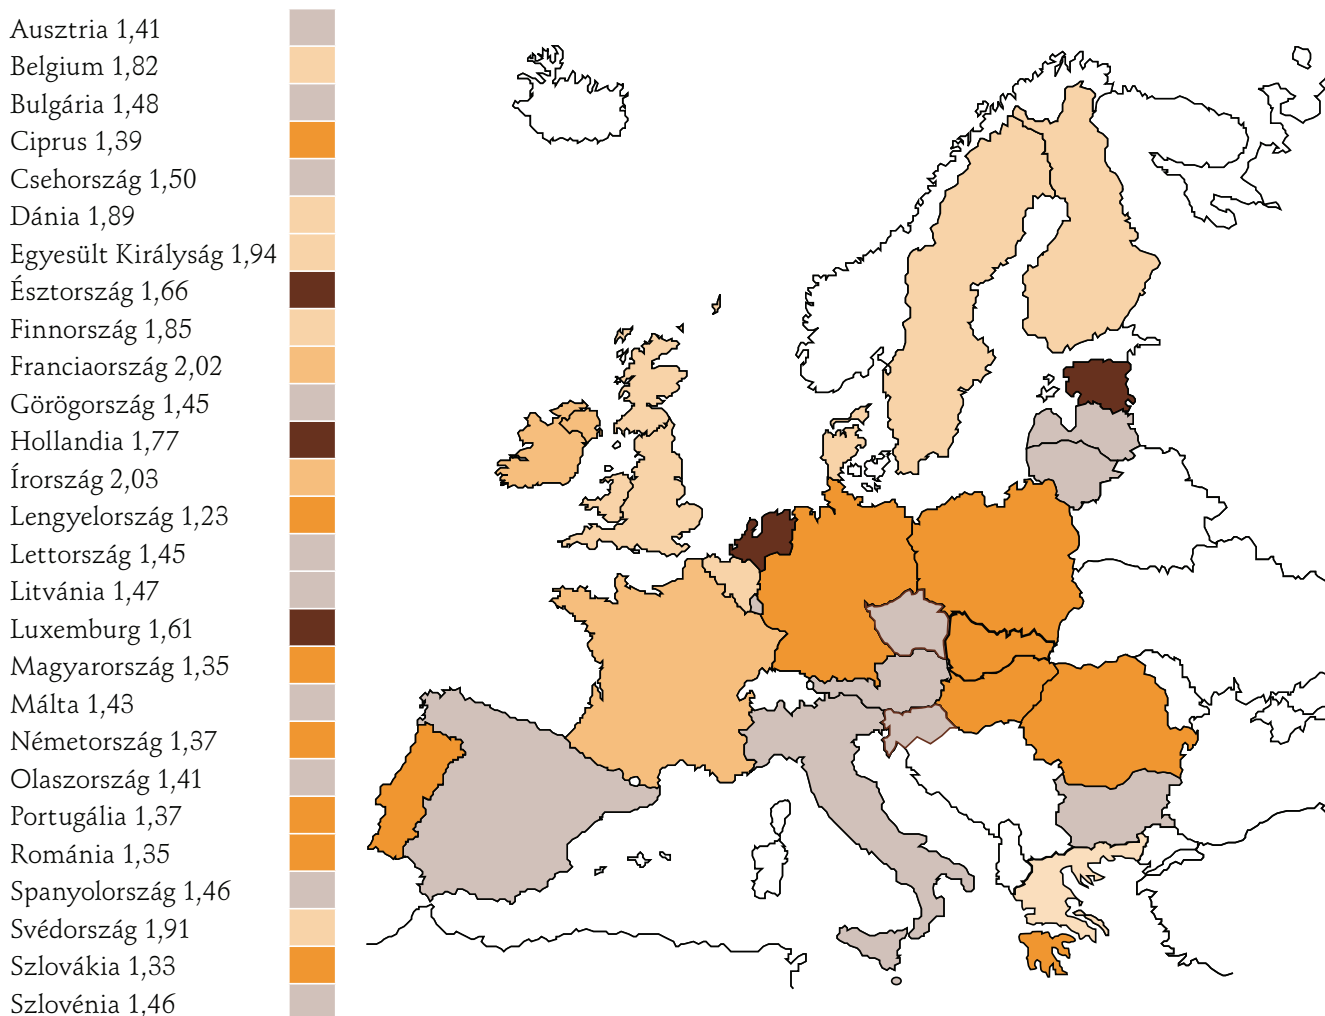 Ausztria 1,41
Belgium 1,82
Bulgária 1,48
Ciprus 1,39
Csehország 1,50
Dánia 1,89
Egyesült Királyság 1,94
Észtország 1,66
Finnország 1,85
Franciaország 2,02
Görögország 1,45
Hollandia 1,77
Írország 2,03
Lengyelország 1,23
Lettország 1,45
Litvánia 1,47
Luxemburg 1,61
Magyarország 1,35
Málta 1,43
Németország 1,37
Olaszország 1,41
Portugália 1,37
Románia 1,35
Spanyolország 1,46
Svédország 1,91
Szlovákia 1,33
Szlovénia 1,46